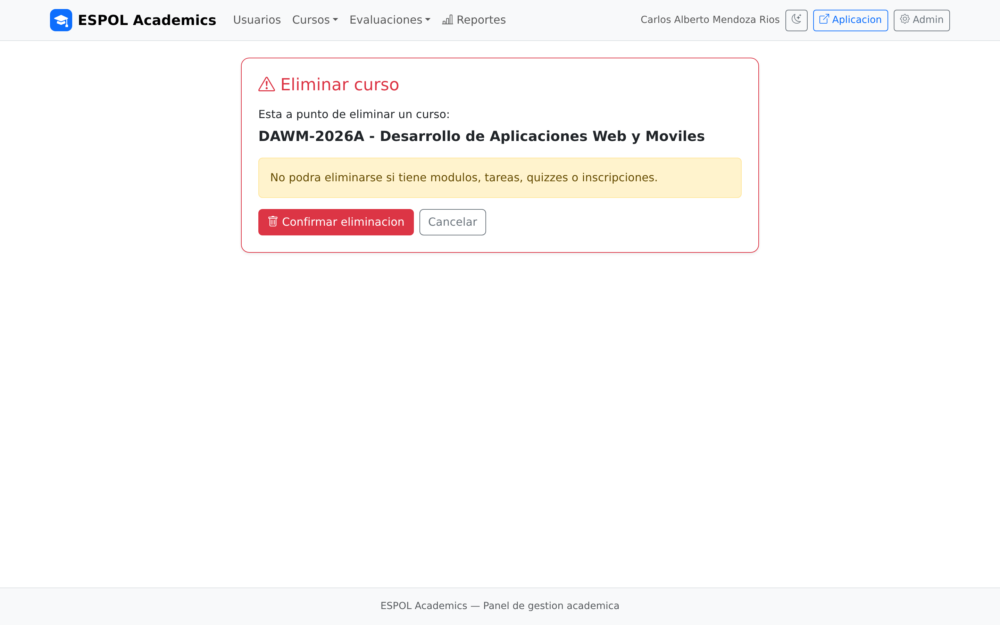 ESPOL Academics Usuarios Cursos Evaluaciones Reportes Carlos Alberto Mendoza Rios Aplicacion Admin
Eliminar curso
Esta a punto de eliminar un curso:
DAWM-2026A - Desarrollo de Aplicaciones Web y Moviles
No podra eliminarse si tiene modulos, tareas, quizzes o inscripciones.
Confirmar eliminacion Cancelar
ESPOL Academics — Panel de gestion academica